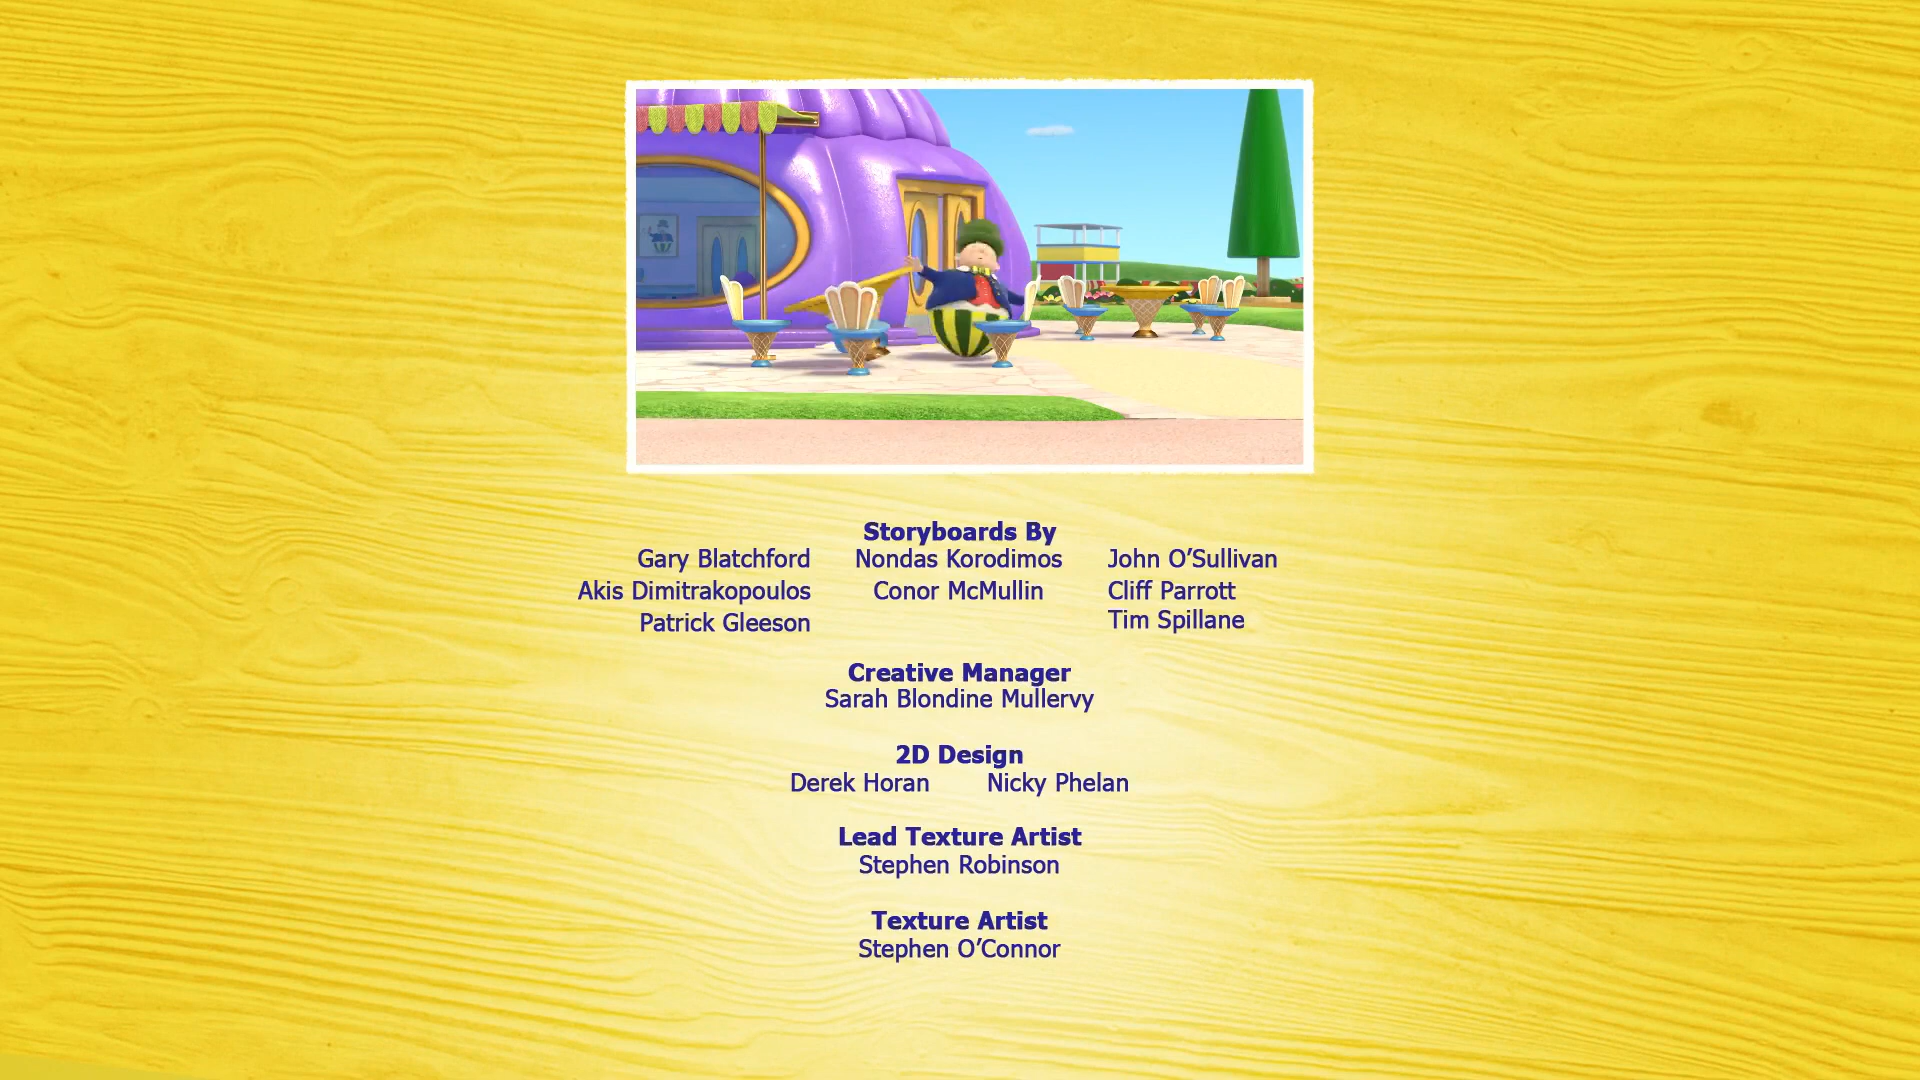 Storyboards By
Gary Blatchford Nondas Korodimos John O’Sullivan
Akis Dimitrakopoulos Conor McMullin Cliff Parrott
Patrick Gleeson Tim Spillane
Creative Manager
Sarah Blondine Mullervy
2D Design
Derek Horan Nicky Phelan
Lead Texture Artist
Stephen Robinson
Texture Artist
Stephen O’Connor